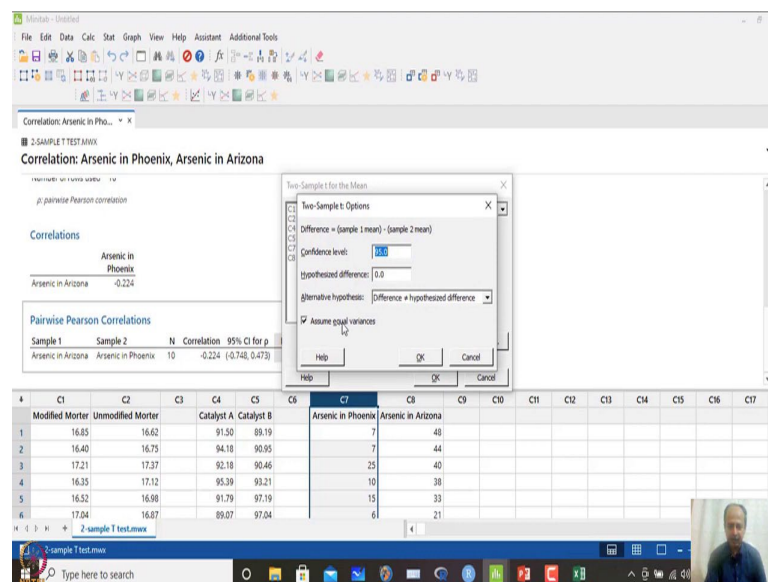 Minitab - Untitled
File Edit Data Calc Stat Graph View Help Assistant Additional Tools
Correlation: Arsenic in Pho...
2-SAMPLE T TEST.MWX
Correlation: Arsenic in Phoenix, Arsenic in Arizona
Number of rows used 10
ρ: pairwise Pearson correlation
Correlations
Arsenic in
Phoenix
Arsenic in Arizona -0.224
Pairwise Pearson Correlations
Sample 1 Sample 2 N Correlation 95% CI for ρ
Arsenic in Arizona Arsenic in Phoenix 10 -0.224 (-0.748, 0.473)
Two-Sample t for the Mean
Two-Sample t: Options
Difference = (sample 1 mean) - (sample 2 mean)
Confidence level: 95.0
Hypothesized difference: 0.0
Alternative hypothesis: Difference ≠ hypothesized difference
Assume equal variances
Help OK Cancel
Help OK Cancel
C1 C2 C3 C4 C5 C6 C7 C8 C9 C10 C11 C12 C13 C14 C15 C16 C17
Modified Morter Unmodified Morter Catalyst A Catalyst B Arsenic in Phoenix Arsenic in Arizona
1 16.85 16.62 91.50 89.19 7 48
2 16.40 16.75 94.18 90.95 7 44
3 17.21 17.37 92.18 90.46 25 40
4 16.35 17.12 95.39 93.21 10 38
5 16.52 16.98 91.79 97.19 15 33
6 17.04 16.87 89.07 97.04 6 21
2-sample T test.mwx
2-sample T test.mwx
Type here to search